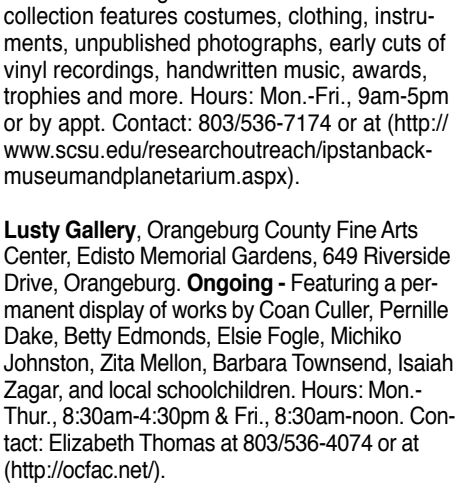 collection features costumes, clothing, instru-
ments, unpublished photographs, early cuts of
vinyl recordings, handwritten music, awards,
trophies and more. Hours: Mon.-Fri., 9am-5pm
or by appt. Contact: 803/536-7174 or at (http://
www.scsu.edu/researchoutreach/ipstanback-
museumandplanetarium.aspx).

Lusty Gallery, Orangeburg County Fine Arts
Center, Edisto Memorial Gardens, 649 Riverside
Drive, Orangeburg. Ongoing - Featuring a per-
manent display of works by Coan Culler, Pernille
Dake, Betty Edmonds, Elsie Fogle, Michiko
Johnston, Zita Mellon, Barbara Townsend, Isaiah
Zagar, and local schoolchildren. Hours: Mon.-
Thur., 8:30am-4:30pm & Fri., 8:30am-noon. Con-
tact: Elizabeth Thomas at 803/536-4074 or at
(http://ocfac.net/).